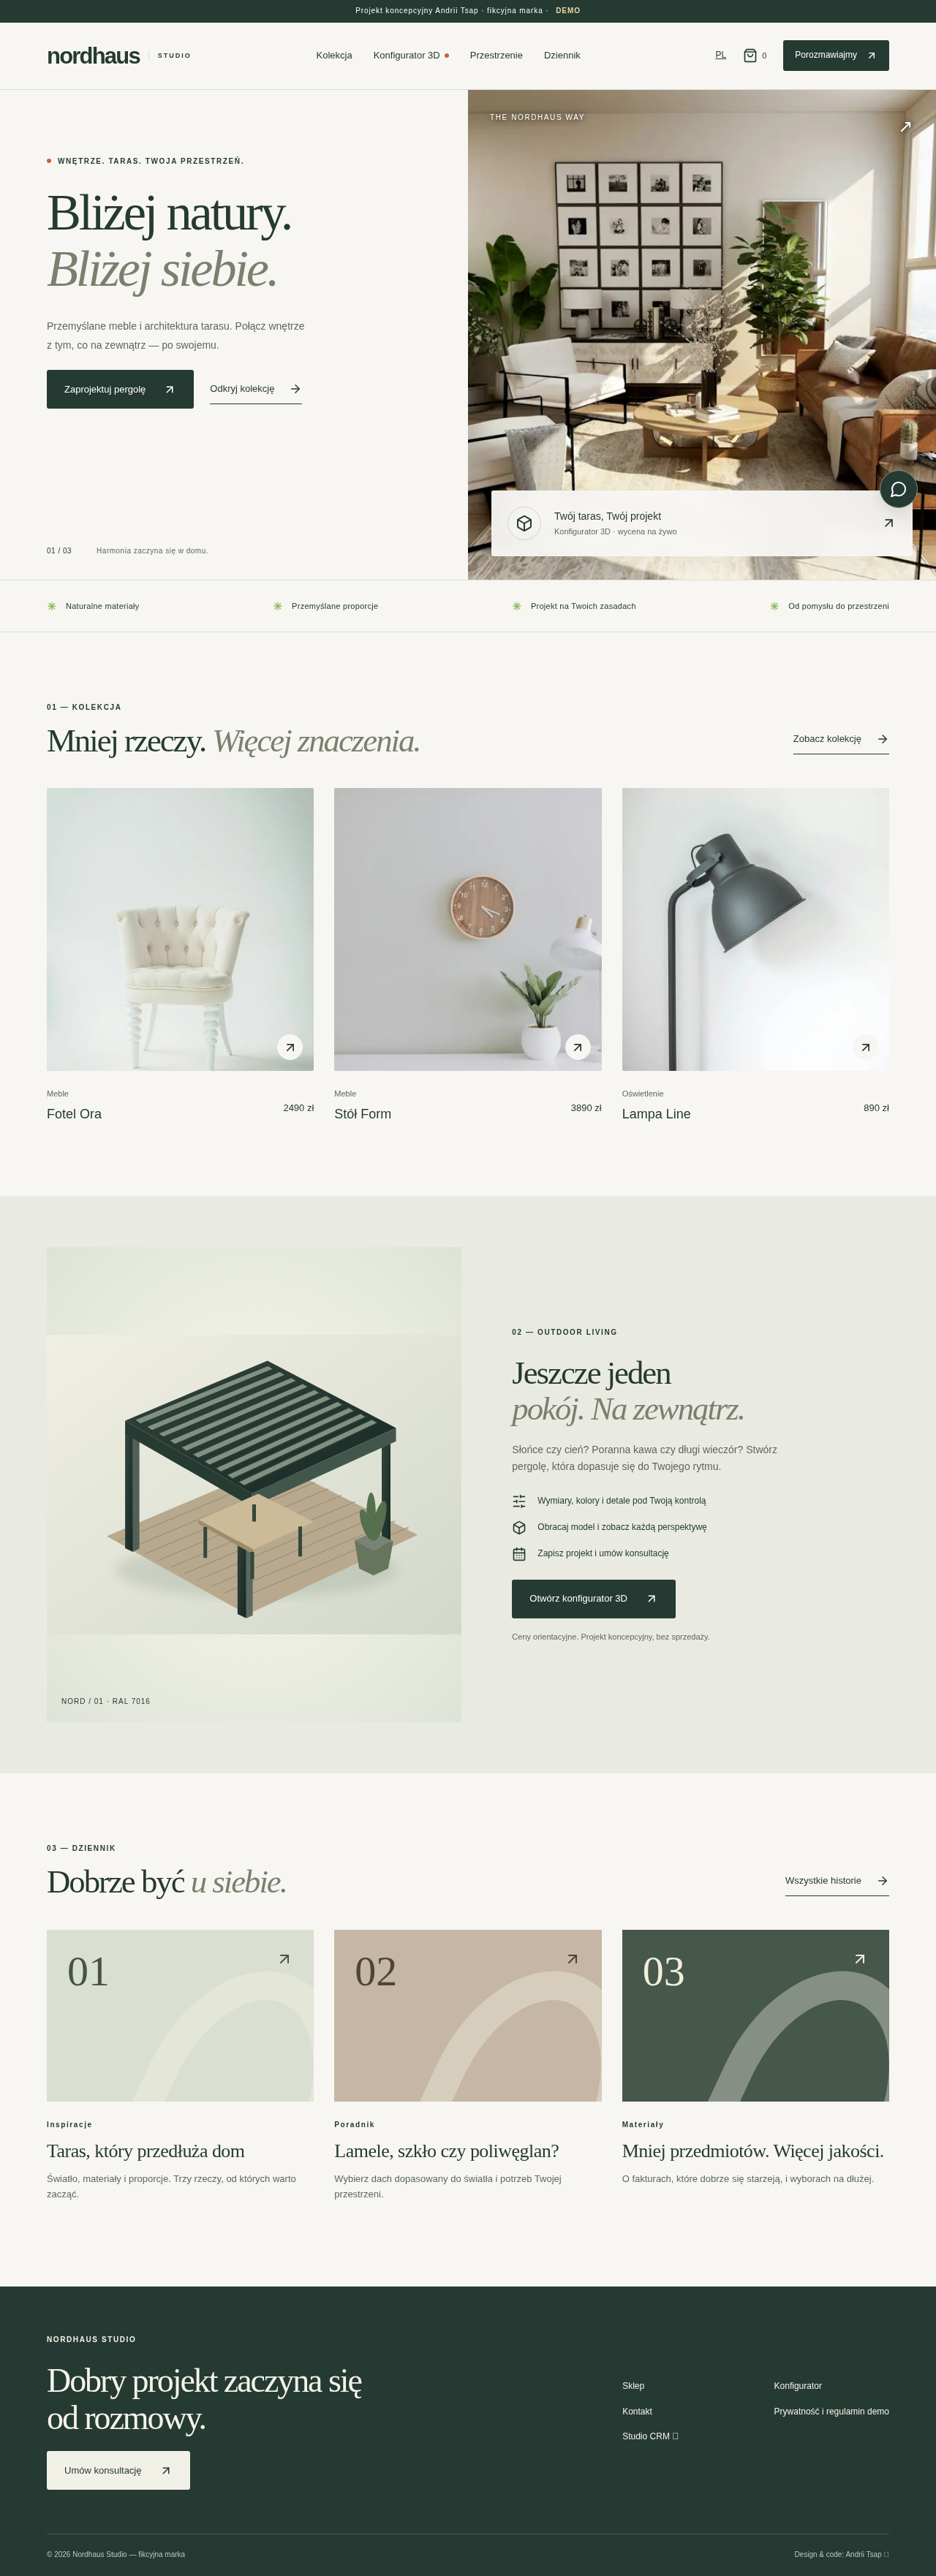 Projekt koncepcyjny Andrii Tsap · fikcyjna marka · DEMO
nordhaus STUDIO
Kolekcja Konfigurator 3D Przestrzenie Dziennik
PL 0 Porozmawiajmy
THE NORDHAUS WAY
WNĘTRZE. TARAS. TWOJA PRZESTRZEŃ.
Bliżej natury.
Bliżej siebie.
Przemyślane meble i architektura tarasu. Połącz wnętrze
z tym, co na zewnątrz — po swojemu.
Zaprojektuj pergolę
Odkryj kolekcję
Twój taras, Twój projekt
Konfigurator 3D · wycena na żywo
01 / 03 Harmonia zaczyna się w domu.
Naturalne materiały
Przemyślane proporcje
Projekt na Twoich zasadach
Od pomysłu do przestrzeni
01 — KOLEKCJA
Mniej rzeczy. Więcej znaczenia.
Zobacz kolekcję
Meble
Fotel Ora
2490 zł
Meble
Stół Form
3890 zł
Oświetlenie
Lampa Line
890 zł
NORD / 01 · RAL 7016
02 — OUTDOOR LIVING
Jeszcze jeden
pokój. Na zewnątrz.
Słońce czy cień? Poranna kawa czy długi wieczór? Stwórz
pergolę, która dopasuje się do Twojego rytmu.
Wymiary, kolory i detale pod Twoją kontrolą
Obracaj model i zobacz każdą perspektywę
Zapisz projekt i umów konsultację
Otwórz konfigurator 3D
Ceny orientacyjne. Projekt koncepcyjny, bez sprzedaży.
03 — DZIENNIK
Dobrze być u siebie.
Wszystkie historie
01
Inspiracje
Taras, który przedłuża dom
Światło, materiały i proporcje. Trzy rzeczy, od których warto
zacząć.
02
Poradnik
Lamele, szkło czy poliwęglan?
Wybierz dach dopasowany do światła i potrzeb Twojej
przestrzeni.
03
Materiały
Mniej przedmiotów. Więcej jakości.
O fakturach, które dobrze się starzeją, i wyborach na dłużej.
NORDHAUS STUDIO
Dobry projekt zaczyna się
od rozmowy.
Umów konsultację
Sklep
Kontakt
Studio CRM
Konfigurator
Prywatność i regulamin demo
© 2026 Nordhaus Studio — fikcyjna marka
Design & code: Andrii Tsap